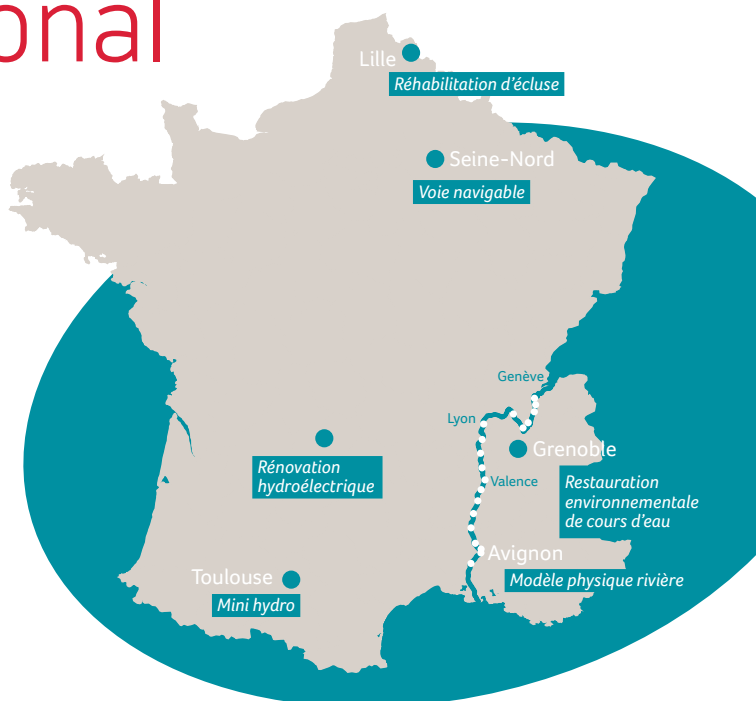 onal
Lille
Réhabilitation d'écluse
Seine-Nord
Voie navigable
Genève
Lyon
Grenoble
Rénovation
hydroélectrique
Valence
Restauration
environnementale
de cours d'eau
Avignon
Modèle physique rivière
Toulouse
Mini hydro